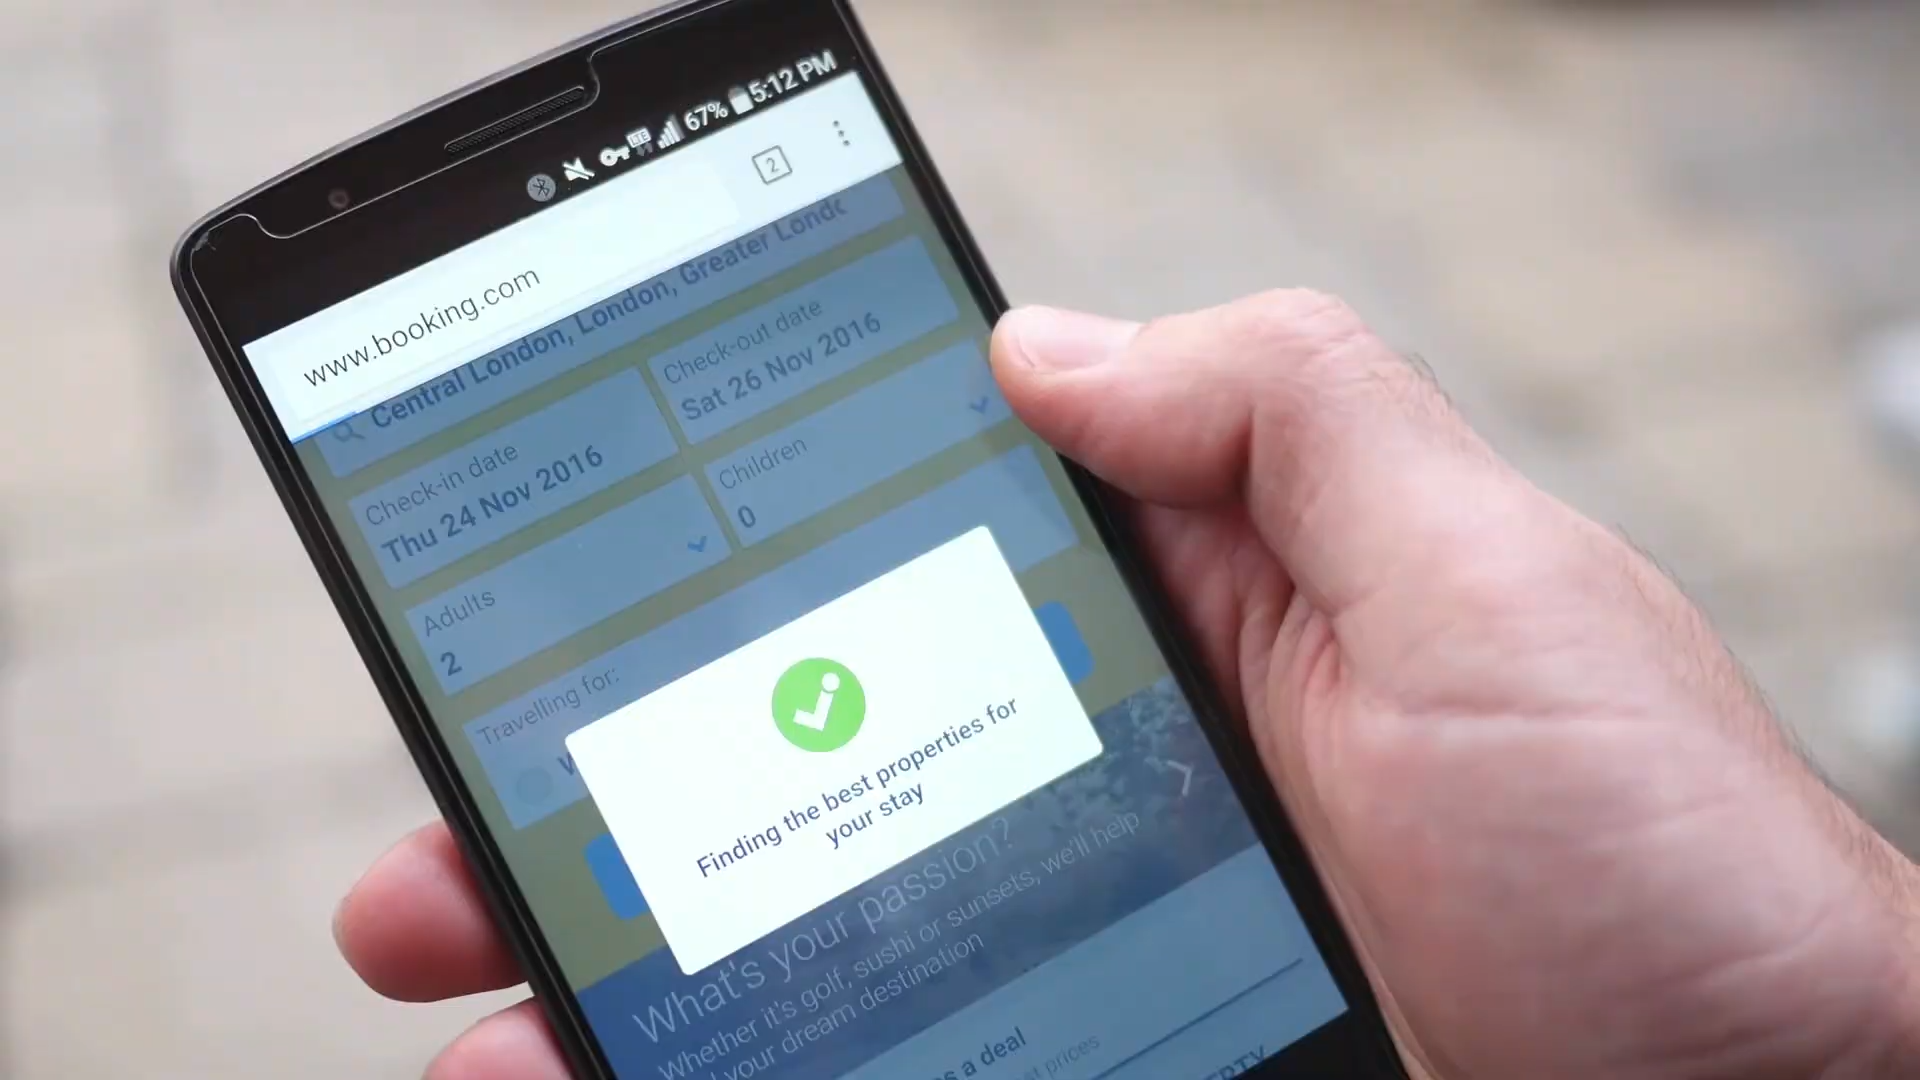 LTE 67% 5:12 PM
2
www.booking.com
Central London, London, Greater
Check-in date
Thu 24 Nov 2016
Check-out date
Sat 26 Nov 2016
Adults
2
Children
0
Travelling for:
Finding the best properties for
your stay
What's your passion?
Whether it's golf, sushi or sunsets, we'll help
your dream destination
a deal
prices